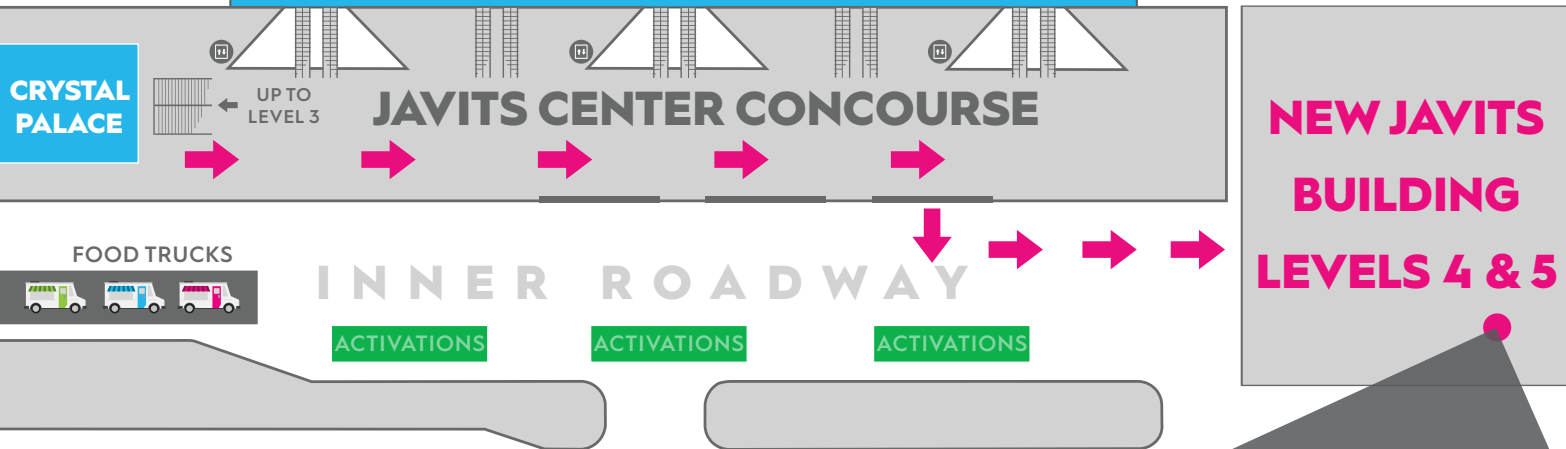 CRYSTAL
PALACE
UP TO
LEVEL 3
JAVITS CENTER CONCOURSE
NEW JAVITS
BUILDING
LEVELS 4 & 5
FOOD TRUCKS
INNER ROADWAY
ACTIVATIONS
ACTIVATIONS
ACTIVATIONS